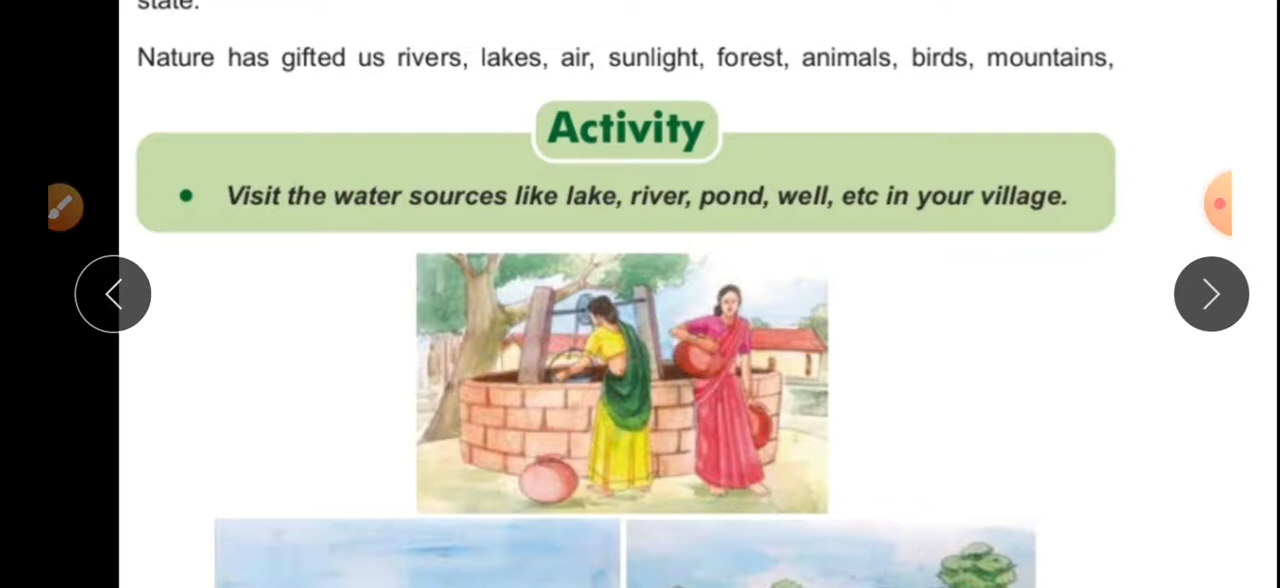 state.
Nature has gifted us rivers, lakes, air, sunlight, forest, animals, birds, mountains,
Activity
• Visit the water sources like lake, river, pond, well, etc in your village.